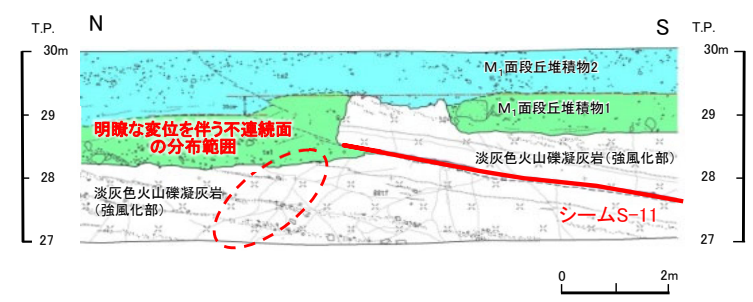 T.P.
N
S
T.P.
30m
30m
M₁面段丘堆積物2
29
29
M₁面段丘堆積物1
明瞭な変位を伴う不連続面
の分布範囲
淡灰色火山礫凝灰岩(強風化部)
28
28
淡灰色火山礫凝灰岩
(強風化部)
シームS-11
27
27
0
2m